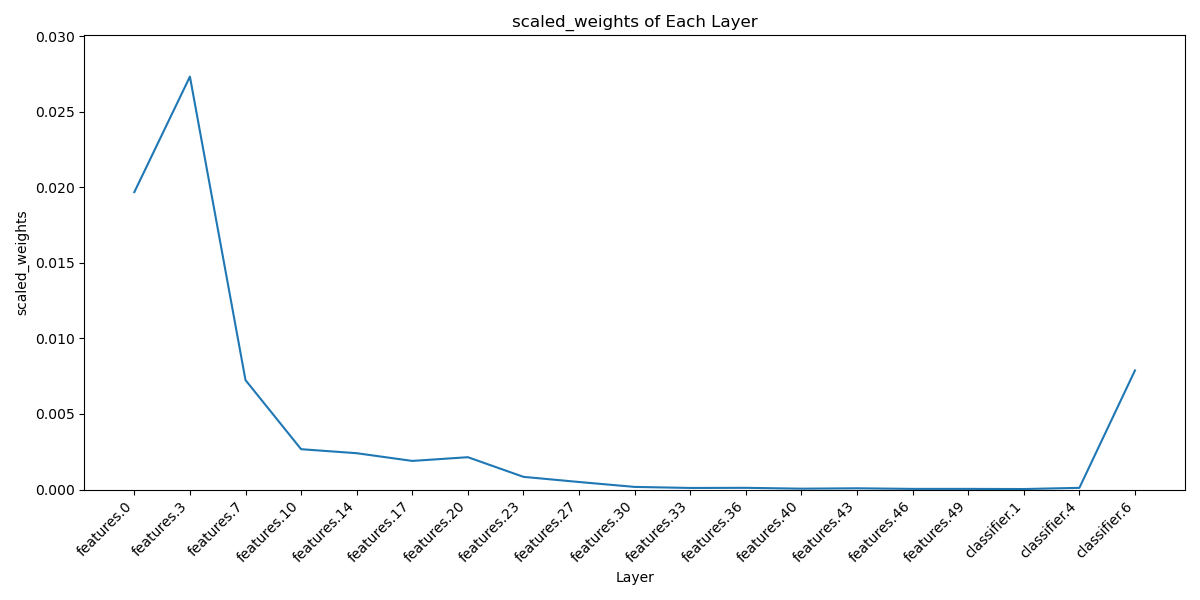 scaled_weights of Each Layer
scaled_weights
0.030
0.025
0.020
0.015
0.010
0.005
0.000
features.0
features.3
features.7
features.10
features.14
features.17
features.20
features.23
features.27
features.30
features.33
features.36
features.40
features.43
features.46
features.49
classifier.1
classifier.4
classifier.6
Layer